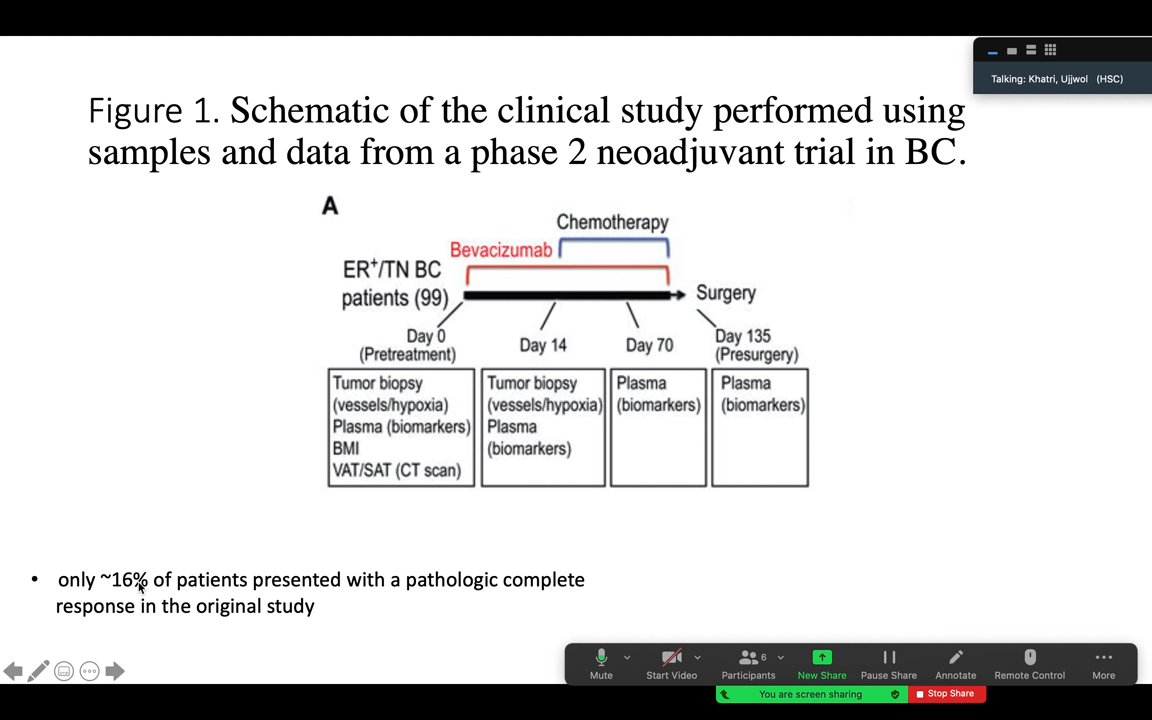 Talking: Khatri, Ujjwol (HSC)
Figure 1. Schematic of the clinical study performed using
samples and data from a phase 2 neoadjuvant trial in BC.
A
Chemotherapy
Bevacizumab
ER+/TN BC
patients (99)
Surgery
Day 0
(Pretreatment)
Day 14
Day 70
Day 135
(Presurgery)
Tumor biopsy
(vessels/hypoxia)
Plasma (biomarkers)
BMI
VAT/SAT (CT scan)
Tumor biopsy
(vessels/hypoxia)
Plasma
(biomarkers)
Plasma
(biomarkers)
Plasma
(biomarkers)
• only ~16% of patients presented with a pathologic complete
response in the original study
6
Mute
Start Video
Participants
New Share
Pause Share
Annotate
Remote Control
More
You are screen sharing
Stop Share